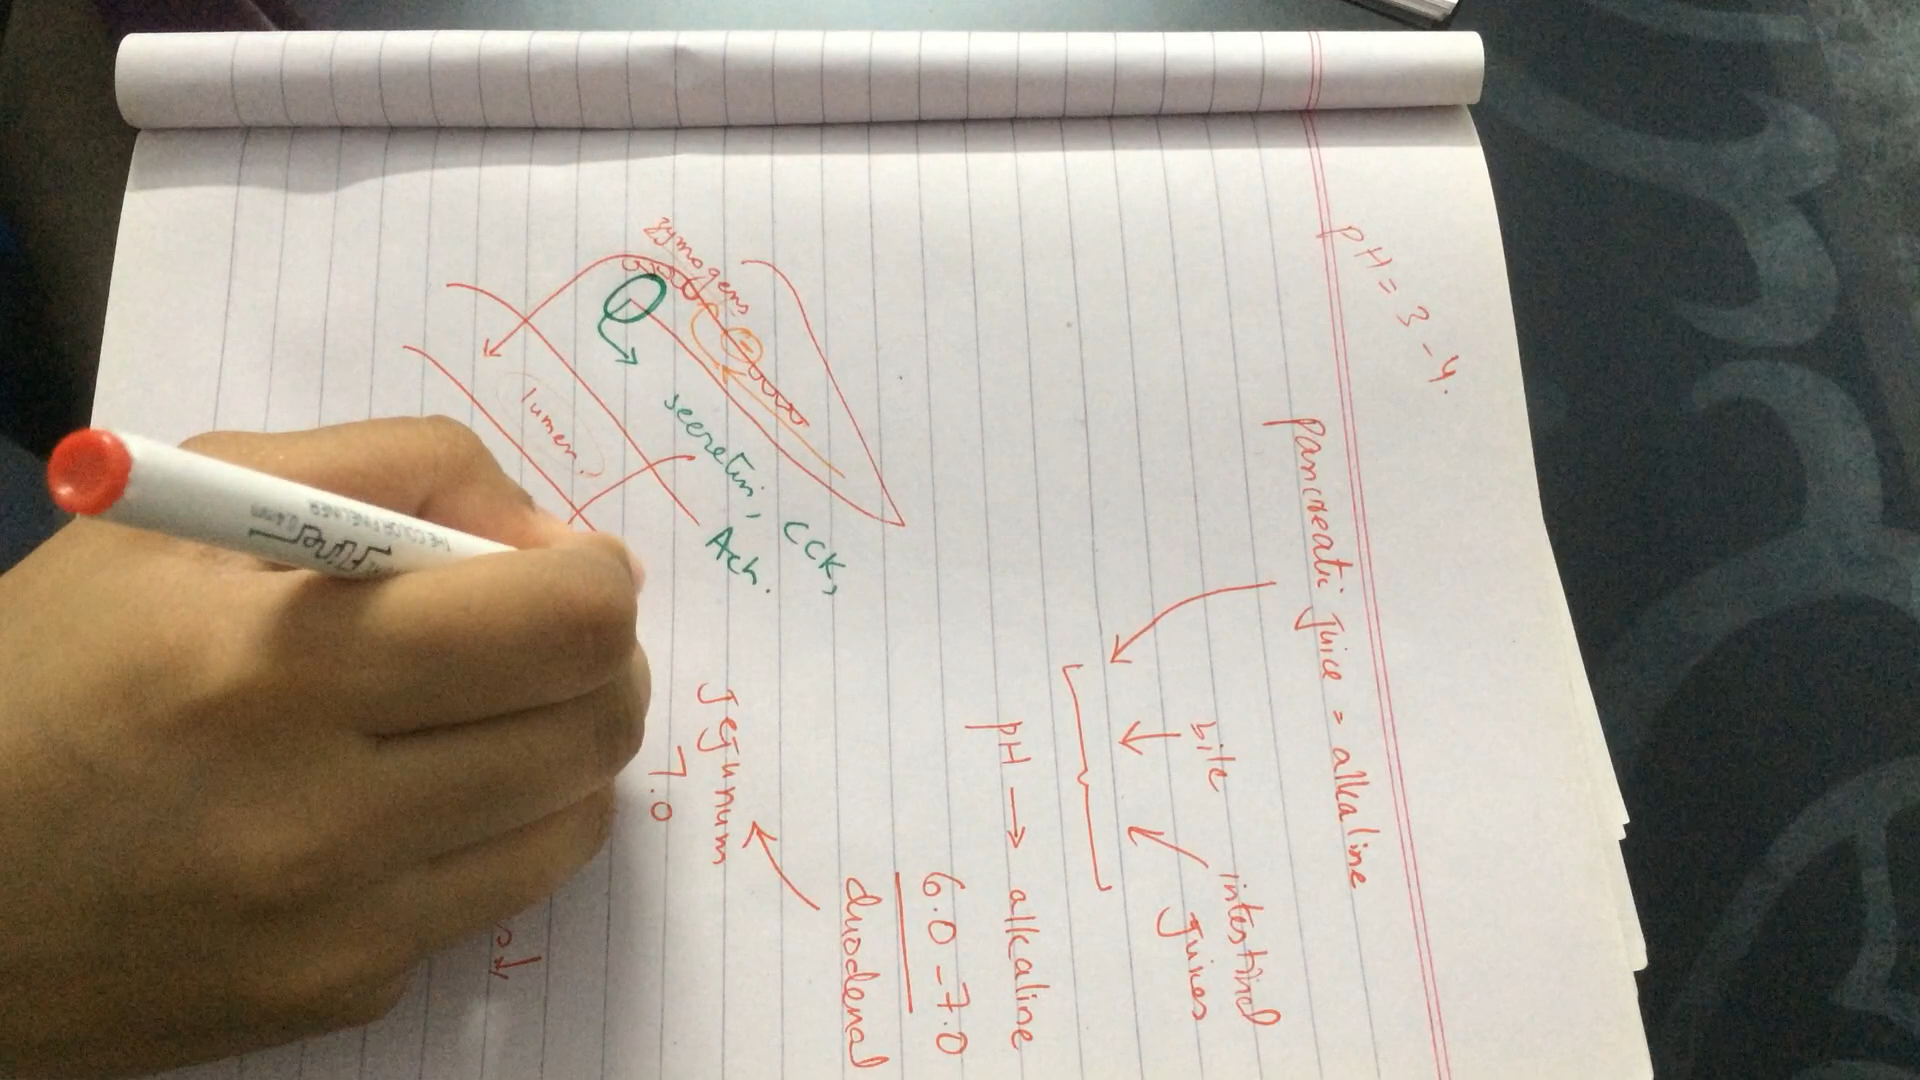 pH = 3 - 4.
pancreatic juice = alkaline
bile
intestinal
juices
pH → alkaline
6.0 - 7.0
duodenal
Jejunum
7.0
zymogens
secretin, CCK,
Ach.
lumen.